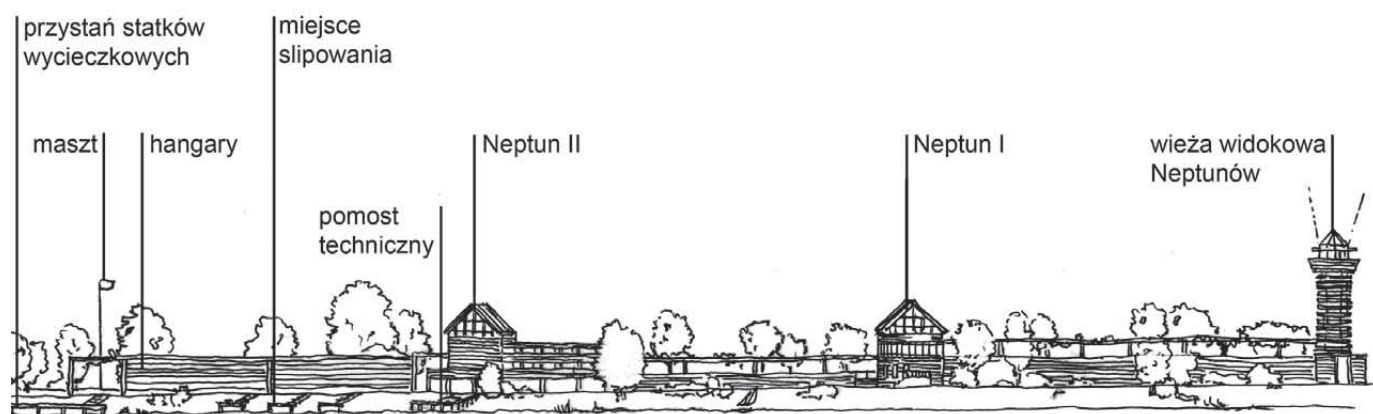 przystań statków
wycieczkowych
miejsce
slipowania
maszt
hangary
pomost
techniczny
Neptun II
Neptun I
wieża widokowa
Neptunów